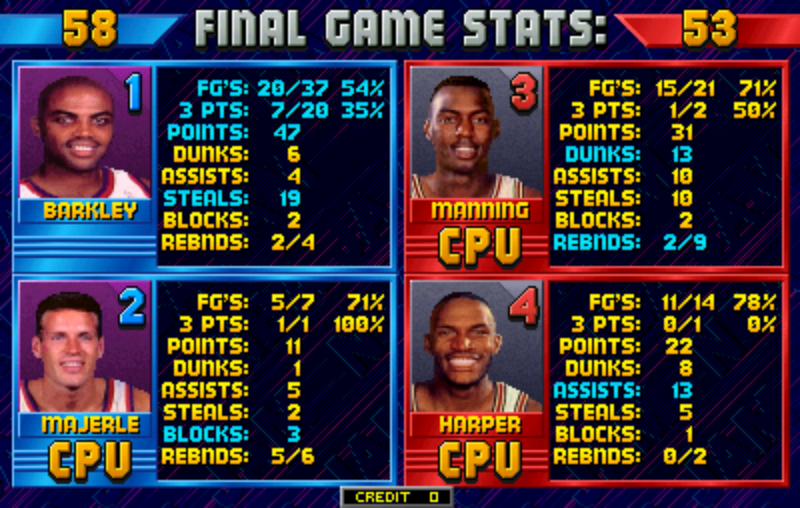 58 FINAL GAME STATS: 53
1
FG'S: 20/37 54%
3 PTS: 7/20 35%
POINTS: 47
DUNKS: 6
ASSISTS: 4
STEALS: 19
BLOCKS: 2
REBNDS: 2/4
BARKLEY
3
FG'S: 15/21 71%
3 PTS: 1/2 50%
POINTS: 31
DUNKS: 13
ASSISTS: 10
STEALS: 10
BLOCKS: 2
REBNDS: 2/9
MANNING
CPU
2
FG'S: 5/7 71%
3 PTS: 1/1 100%
POINTS: 11
DUNKS: 1
ASSISTS: 5
STEALS: 2
BLOCKS: 3
REBNDS: 5/6
MAJERLE
CPU
4
FG'S: 11/14 78%
3 PTS: 0/1 0%
POINTS: 22
DUNKS: 8
ASSISTS: 13
STEALS: 5
BLOCKS: 1
REBNDS: 0/2
HARPER
CPU
CREDIT 0